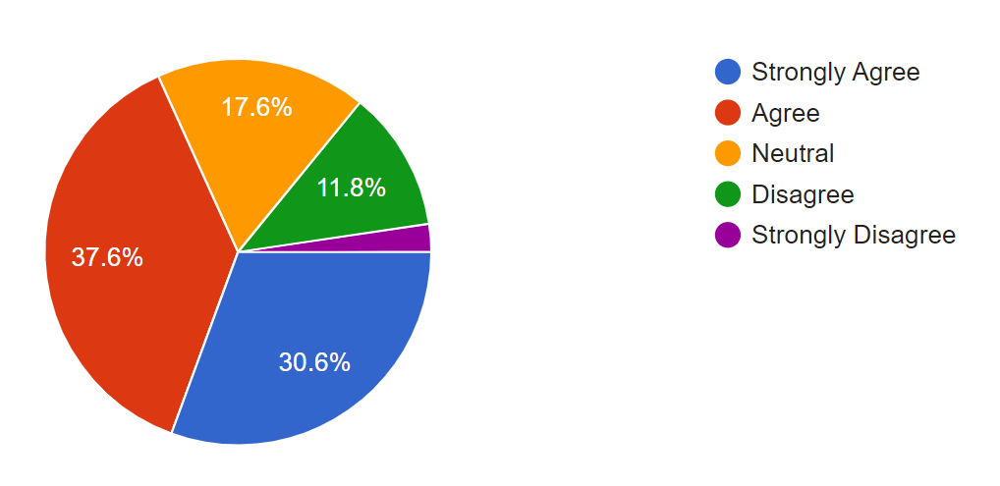 17.6%
11.8%
37.6%
30.6%
Strongly Agree
Agree
Neutral
Disagree
Strongly Disagree